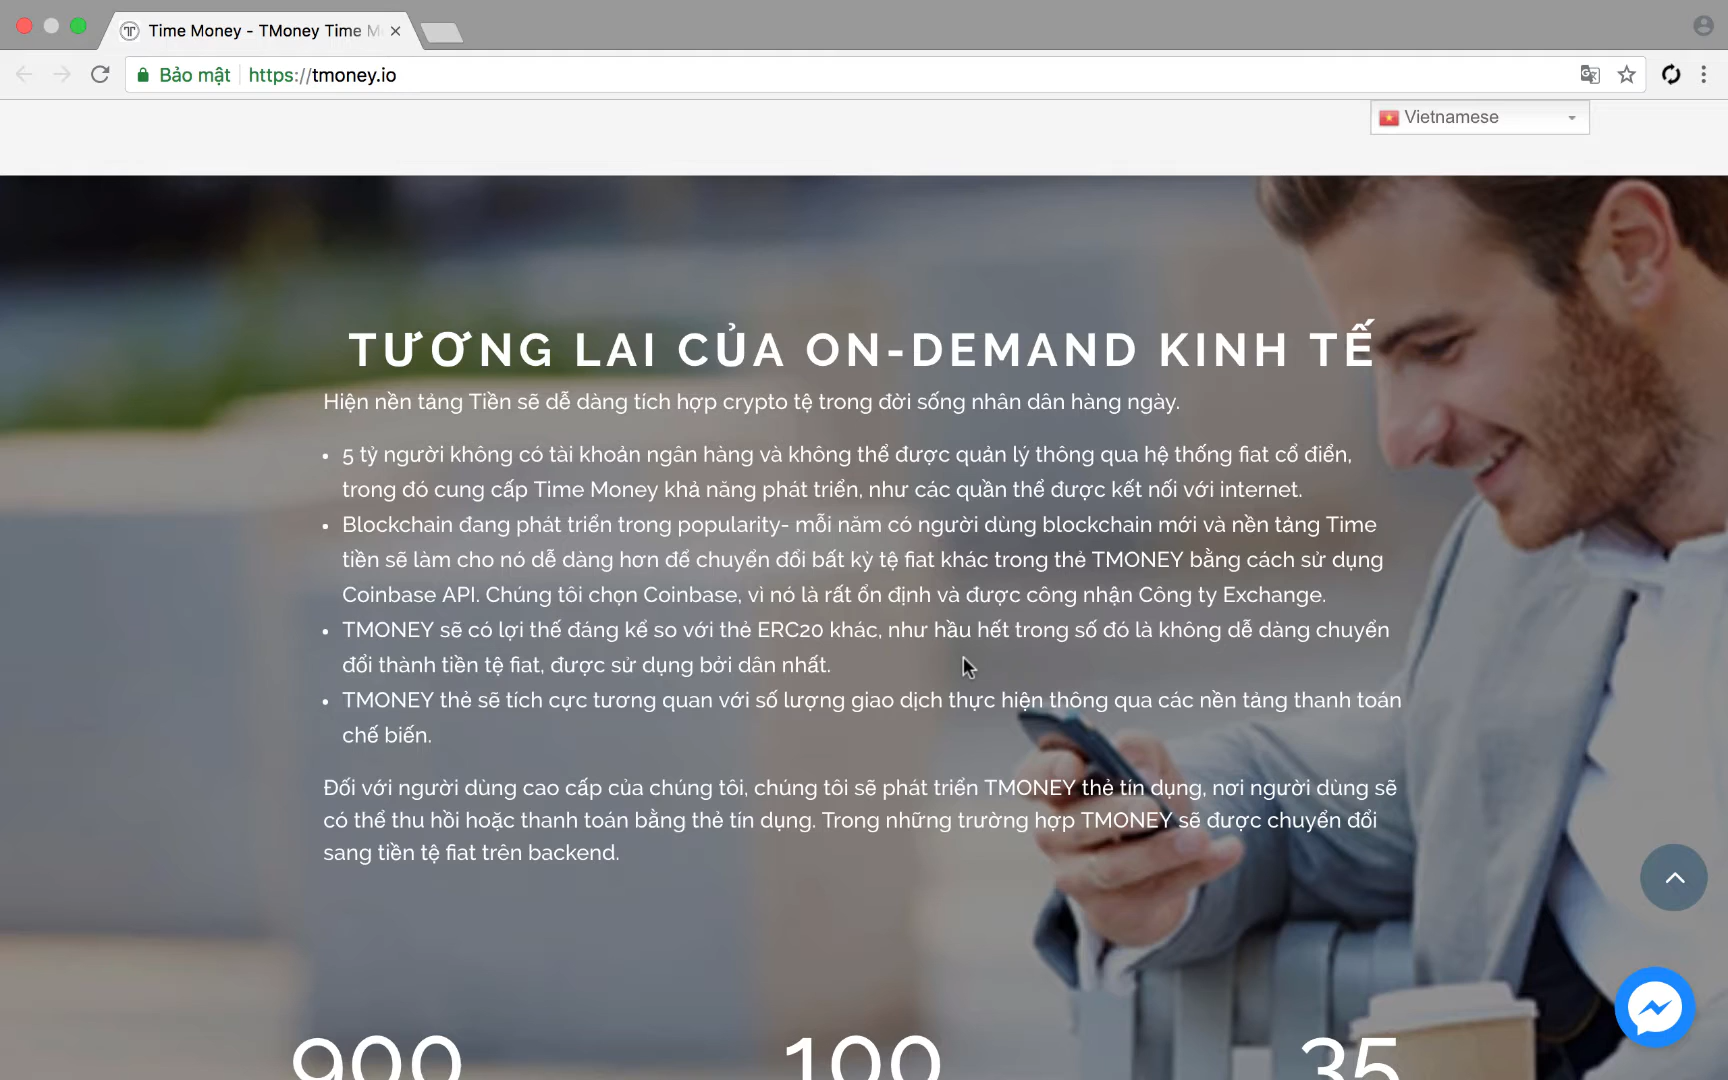 Time Money - TMoney Time M
Bảo mật
https://tmoney.io
Vietnamese
TƯƠNG LAI CỦA ON-DEMAND KINH TẾ
Hiện nền tảng Tiền sẽ dễ dàng tích hợp crypto tệ trong đời sống nhân dân hàng ngày.
• 5 tỷ người không có tài khoản ngân hàng và không thể được quản lý thông qua hệ thống fiat cổ điển,
trong đó cung cấp Time Money khả năng phát triển, như các quần thể được kết nối với internet.
• Blockchain đang phát triển trong popularity- mỗi năm có người dùng blockchain mới và nền tảng Time
tiền sẽ làm cho nó dễ dàng hơn để chuyển đổi bất kỳ tệ fiat khác trong thẻ TMONEY bằng cách sử dụng
Coinbase API. Chúng tôi chọn Coinbase, vì nó là rất ổn định và được công nhận Công ty Exchange.
• TMONEY sẽ có lợi thế đáng kể so với thẻ ERC20 khác, như hầu hết trong số đó là không dễ dàng chuyển
đổi thành tiền tệ fiat, được sử dụng bởi dân nhất.
• TMONEY thẻ sẽ tích cực tương quan với số lượng giao dịch thực hiện thông qua các nền tảng thanh toán
chế biến.
Đối với người dùng cao cấp của chúng tôi, chúng tôi sẽ phát triển TMONEY thẻ tín dụng, nơi người dùng sẽ
có thể thu hồi hoặc thanh toán bằng thẻ tín dụng. Trong những trường hợp TMONEY sẽ được chuyển đổi
sang tiền tệ fiat trên backend.
900 100 35